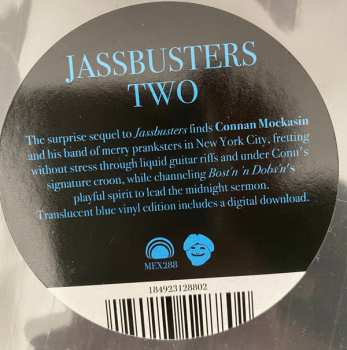 JASSBUSTERS
TWO
The surprise sequel to Jassbusters finds Connan Mockasin
and his band of merry pranksters in New York City, fretting
without stress through liquid guitar riffs and under Conn's
signature croon, while channeling Bost'n 'n Dobs'n's
playful spirit to lead the midnight sermon.
Translucent blue vinyl edition includes a digital download.
MEX288
184923128802